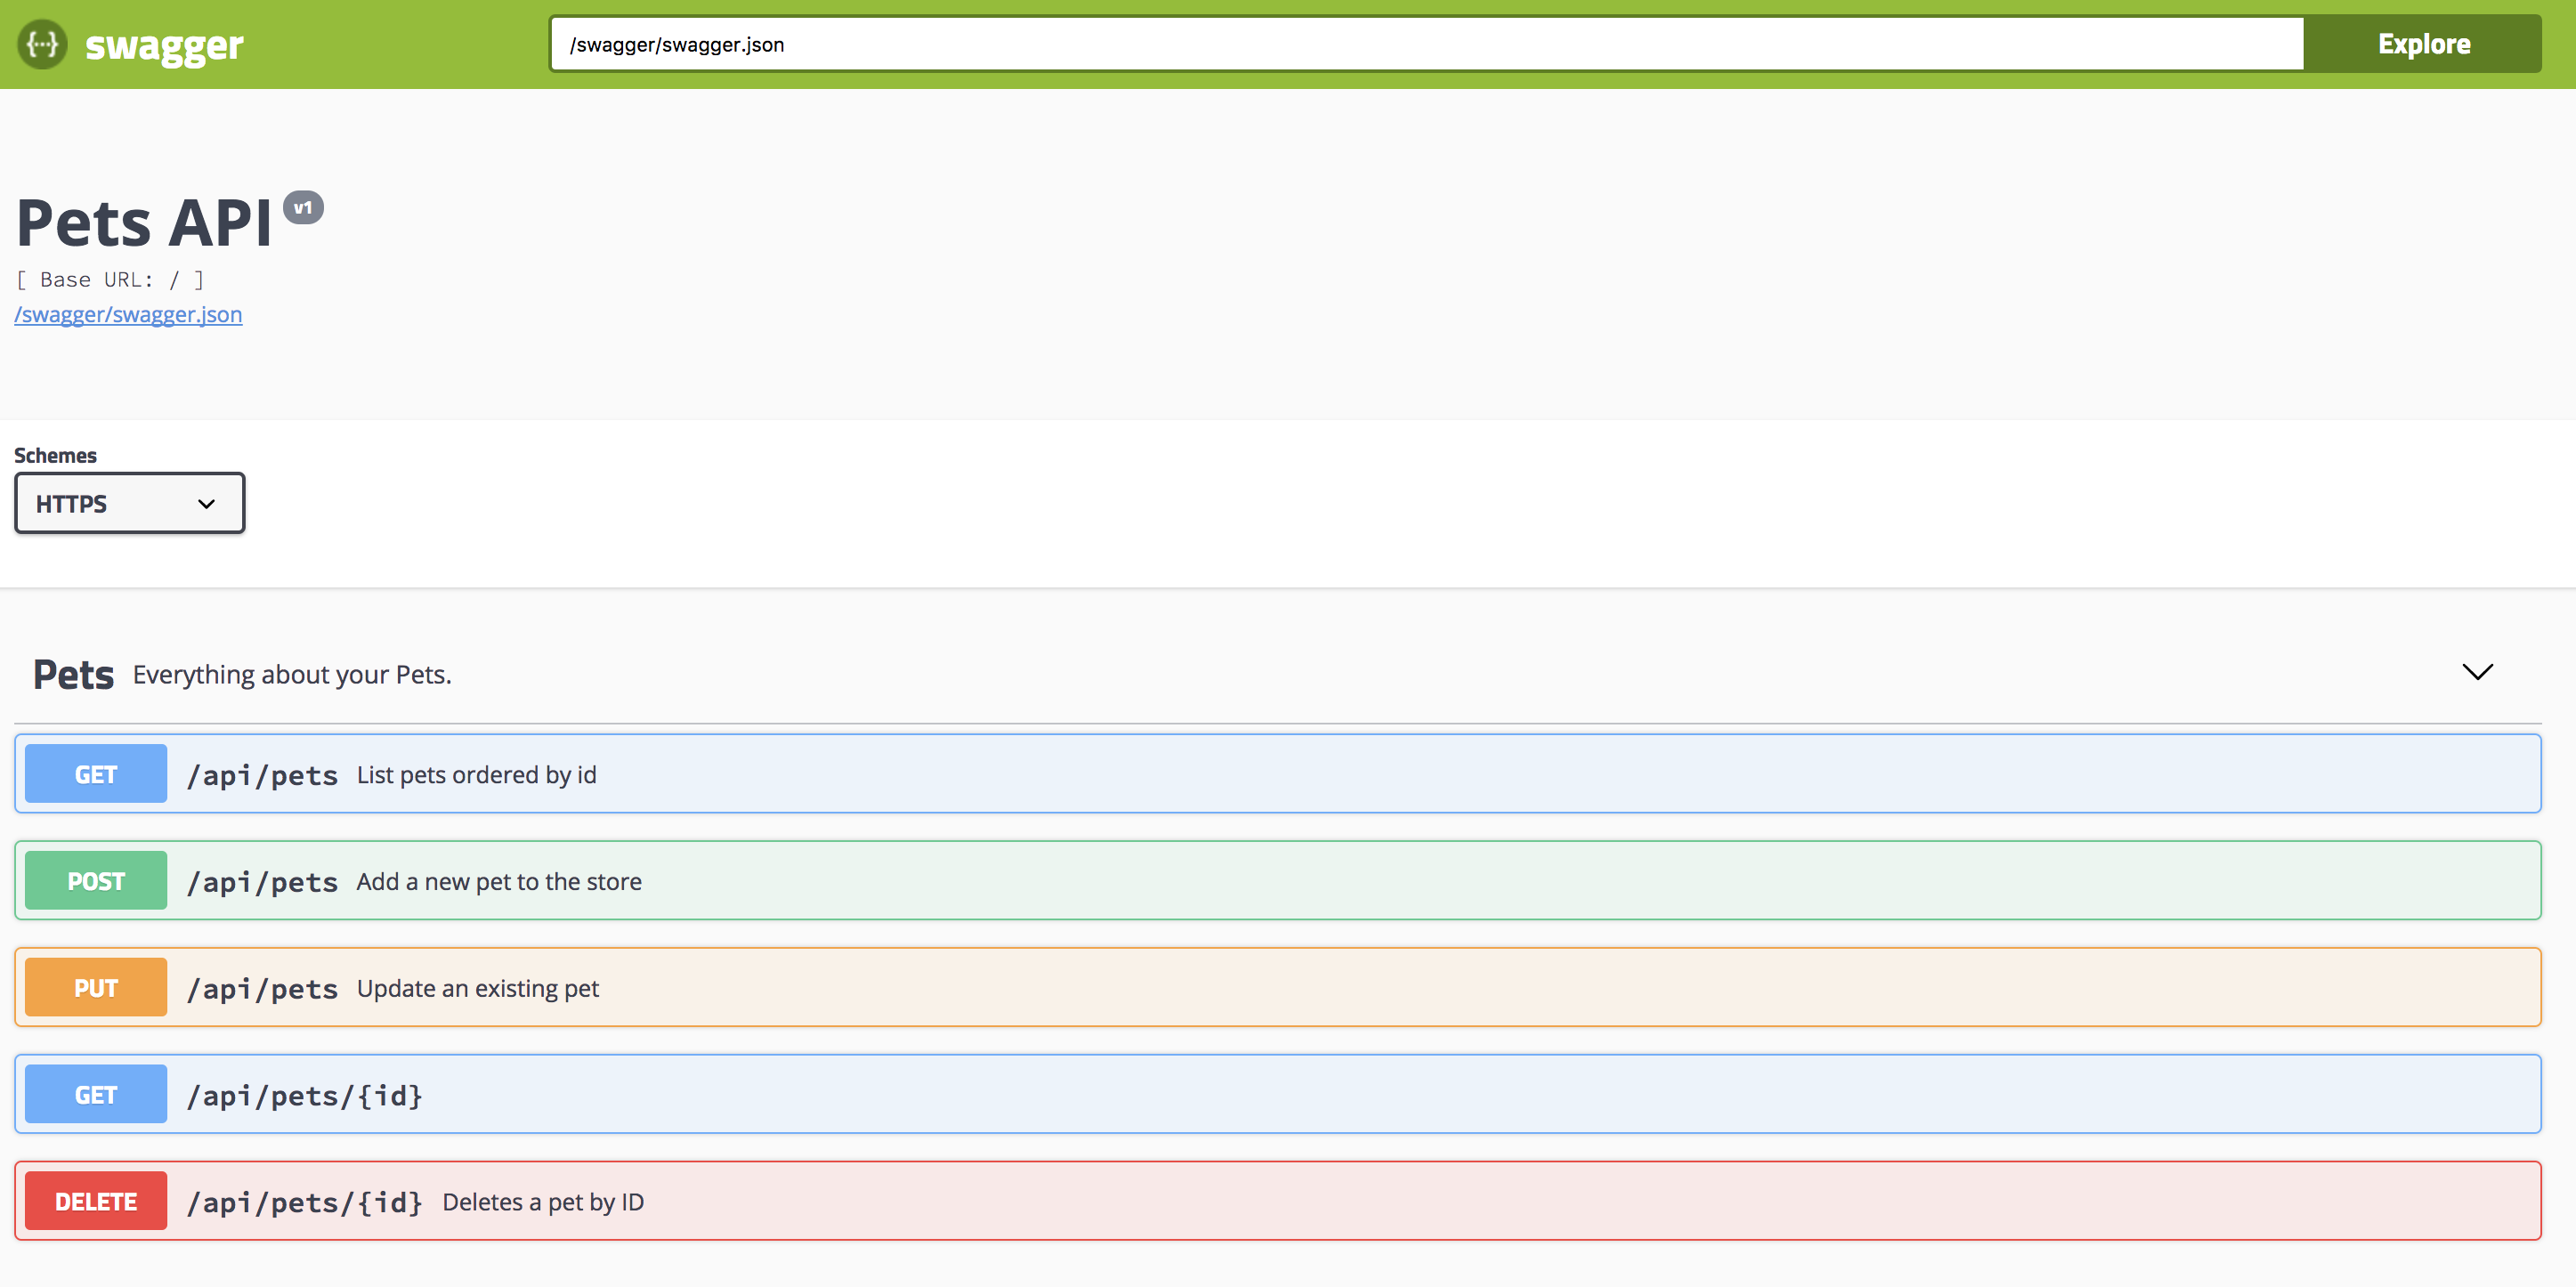 {···} swagger
/swagger/swagger.json
Explore
Pets API v1
[ Base URL: / ]
/swagger/swagger.json
Schemes
HTTPS
Pets Everything about your Pets.
GET /api/pets List pets ordered by id
POST /api/pets Add a new pet to the store
PUT /api/pets Update an existing pet
GET /api/pets/{id}
DELETE /api/pets/{id} Deletes a pet by ID